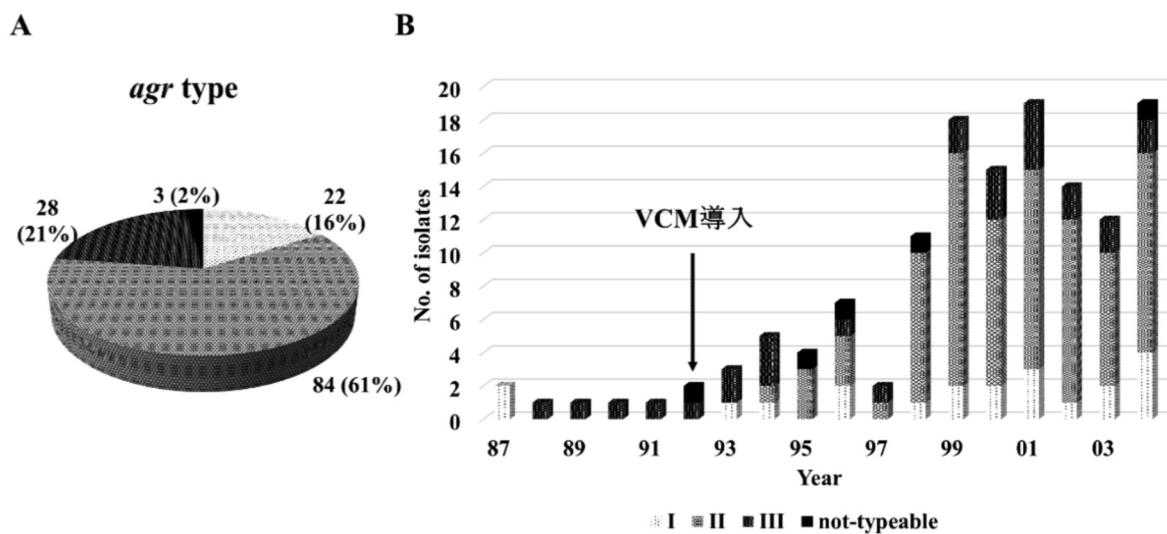 A
agr type
3 (2%)
22
(16%)
28
(21%)
84 (61%)
B
No. of isolates
20
18
16
14
12
10
8
6
4
2
0
VCM導入
87 89 91 93 95 97 99 01 03
Year
I II III not-typeable